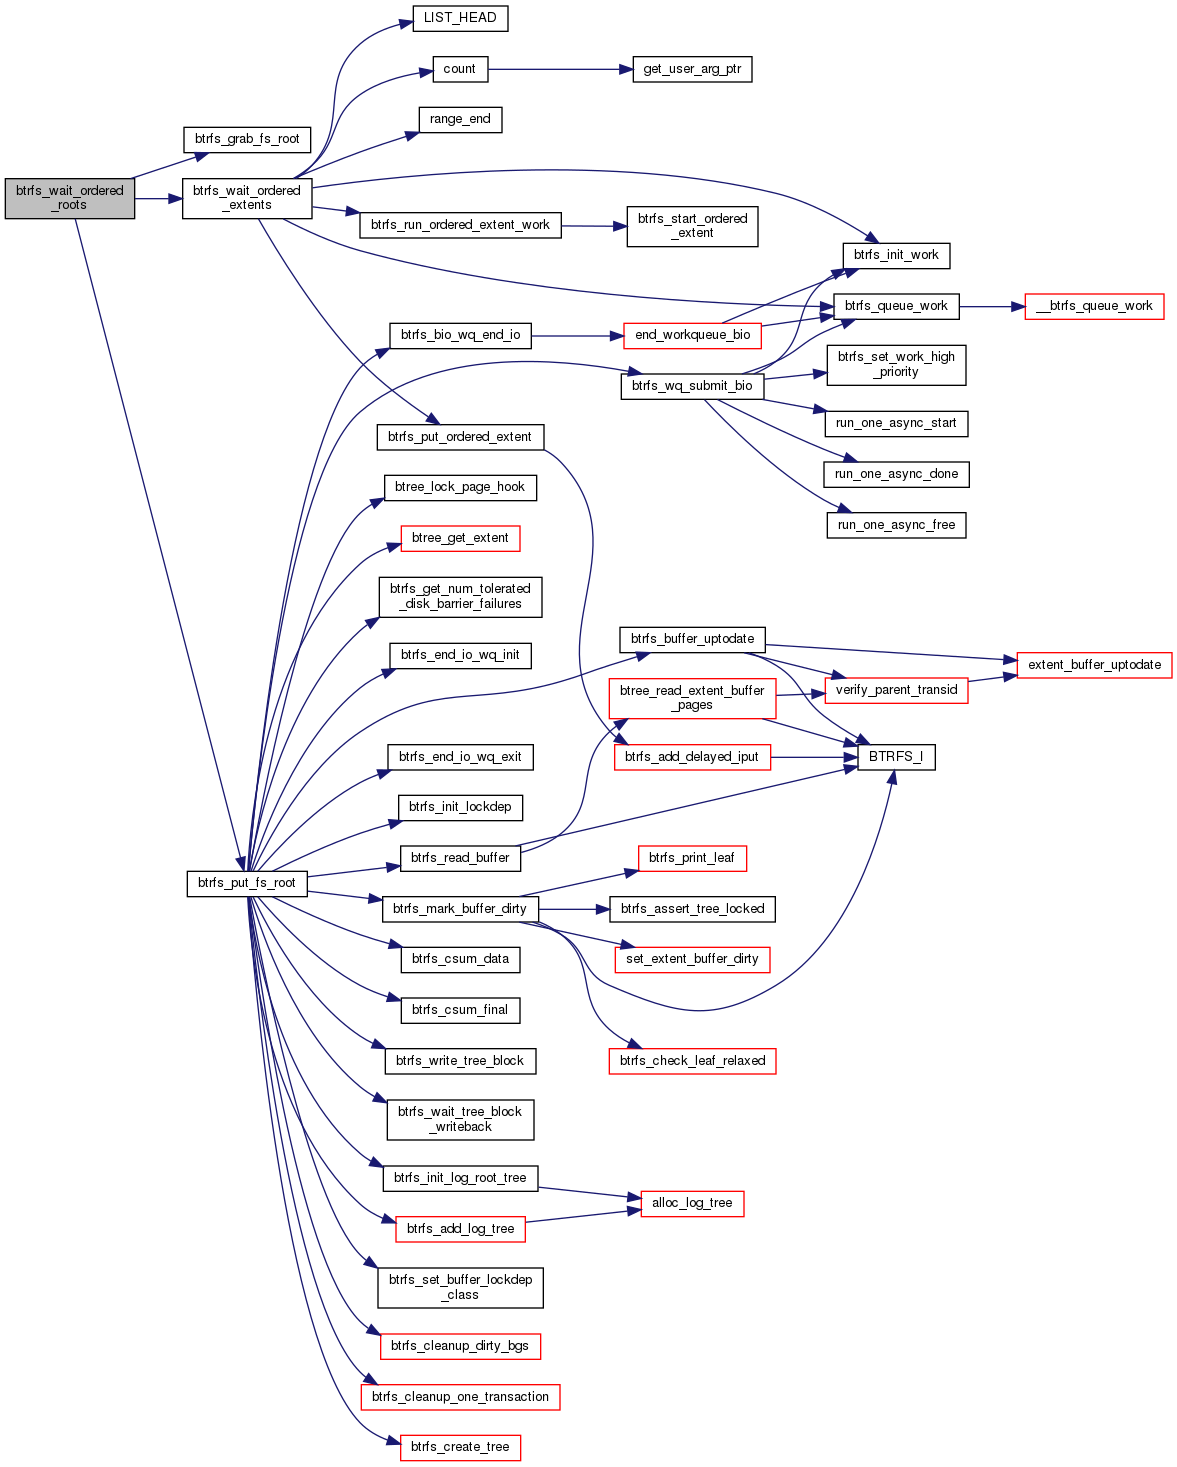 LIST_HEAD
count
get_user_arg_ptr
range_end
btrfs_grab_fs_root
btrfs_wait_ordered
_roots
btrfs_wait_ordered
_extents
btrfs_run_ordered_extent_work
btrfs_start_ordered
_extent
btrfs_init_work
btrfs_queue_work
__btrfs_queue_work
btrfs_bio_wq_end_io
end_workqueue_bio
btrfs_set_work_high
_priority
btrfs_wq_submit_bio
run_one_async_start
btrfs_put_ordered_extent
run_one_async_done
btree_lock_page_hook
run_one_async_free
btree_get_extent
btrfs_get_num_tolerated
_disk_barrier_failures
btrfs_buffer_uptodate
btrfs_end_io_wq_init
extent_buffer_uptodate
btree_read_extent_buffer
_pages
verify_parent_transid
btrfs_end_io_wq_exit
btrfs_add_delayed_iput
BTRFS_I
btrfs_init_lockdep
btrfs_read_buffer
btrfs_print_leaf
btrfs_put_fs_root
btrfs_mark_buffer_dirty
btrfs_assert_tree_locked
btrfs_csum_data
set_extent_buffer_dirty
btrfs_csum_final
btrfs_write_tree_block
btrfs_check_leaf_relaxed
btrfs_wait_tree_block
_writeback
btrfs_init_log_root_tree
alloc_log_tree
btrfs_add_log_tree
btrfs_set_buffer_lockdep
_class
btrfs_cleanup_dirty_bgs
btrfs_cleanup_one_transaction
btrfs_create_tree